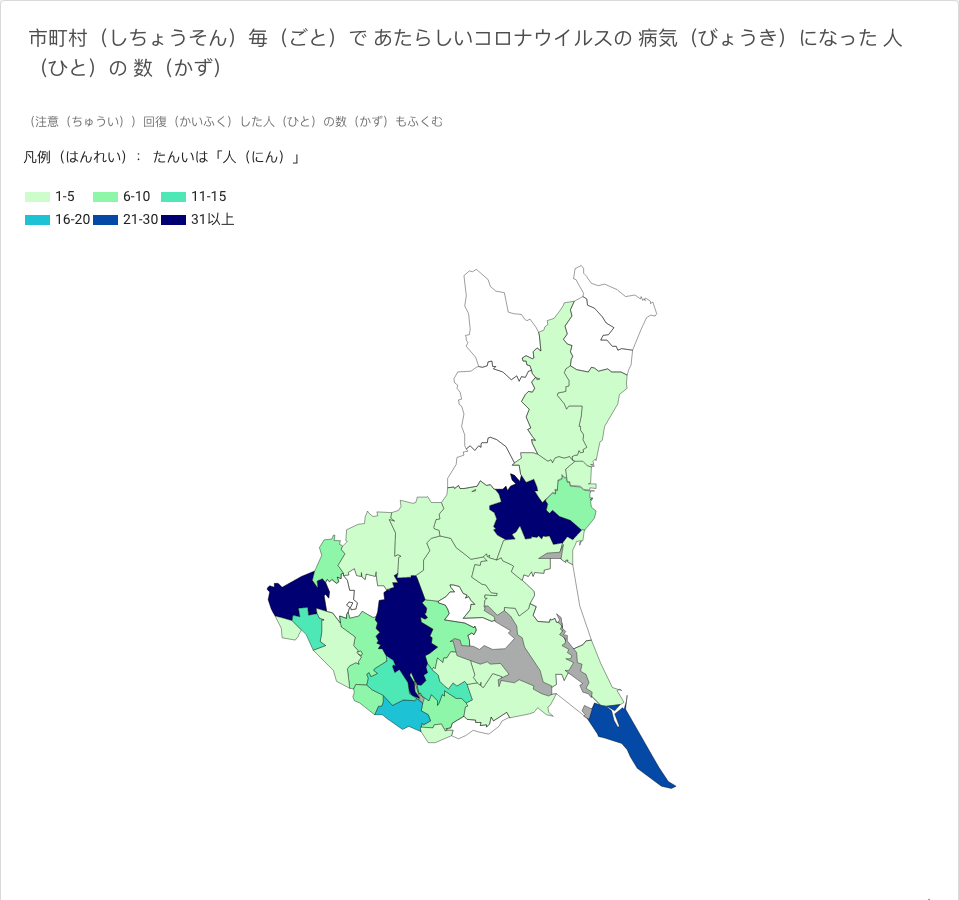 市町村（しちょうそん）毎（ごと）で あたらしいコロナウイルスの 病気（びょうき）になった 人
（ひと）の 数（かず）
（注意（ちゅうい））回復（かいふく）した人（ひと）の数（かず）もふくむ
凡例（はんれい）： たんいは「人（にん）」
1-5 6-10 11-15
16-20 21-30 31以上